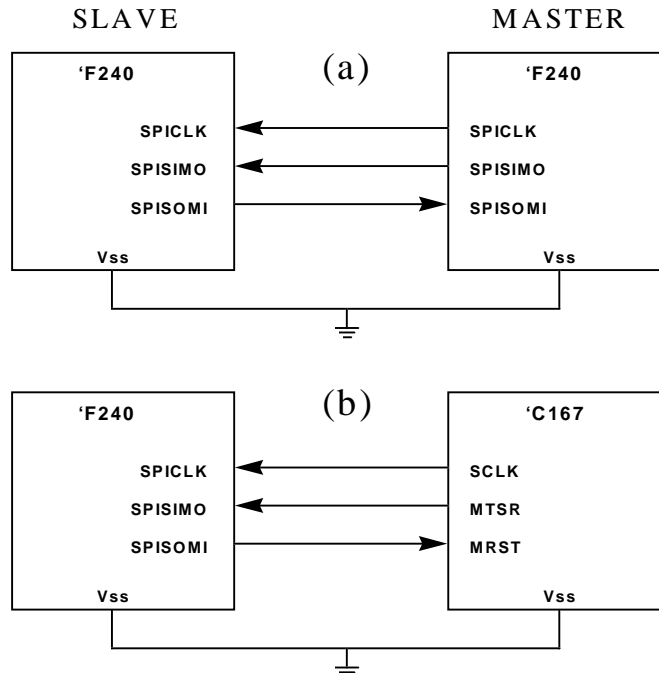 SLAVE MASTER
(a)
‘F240 ‘F240
SPICLK SPICLK
SPISIMO SPISIMO
SPISOMI SPISOMI
Vss Vss
(b)
‘F240 ‘C167
SPICLK SCLK
SPISIMO MTSR
SPISOMI MRST
Vss Vss